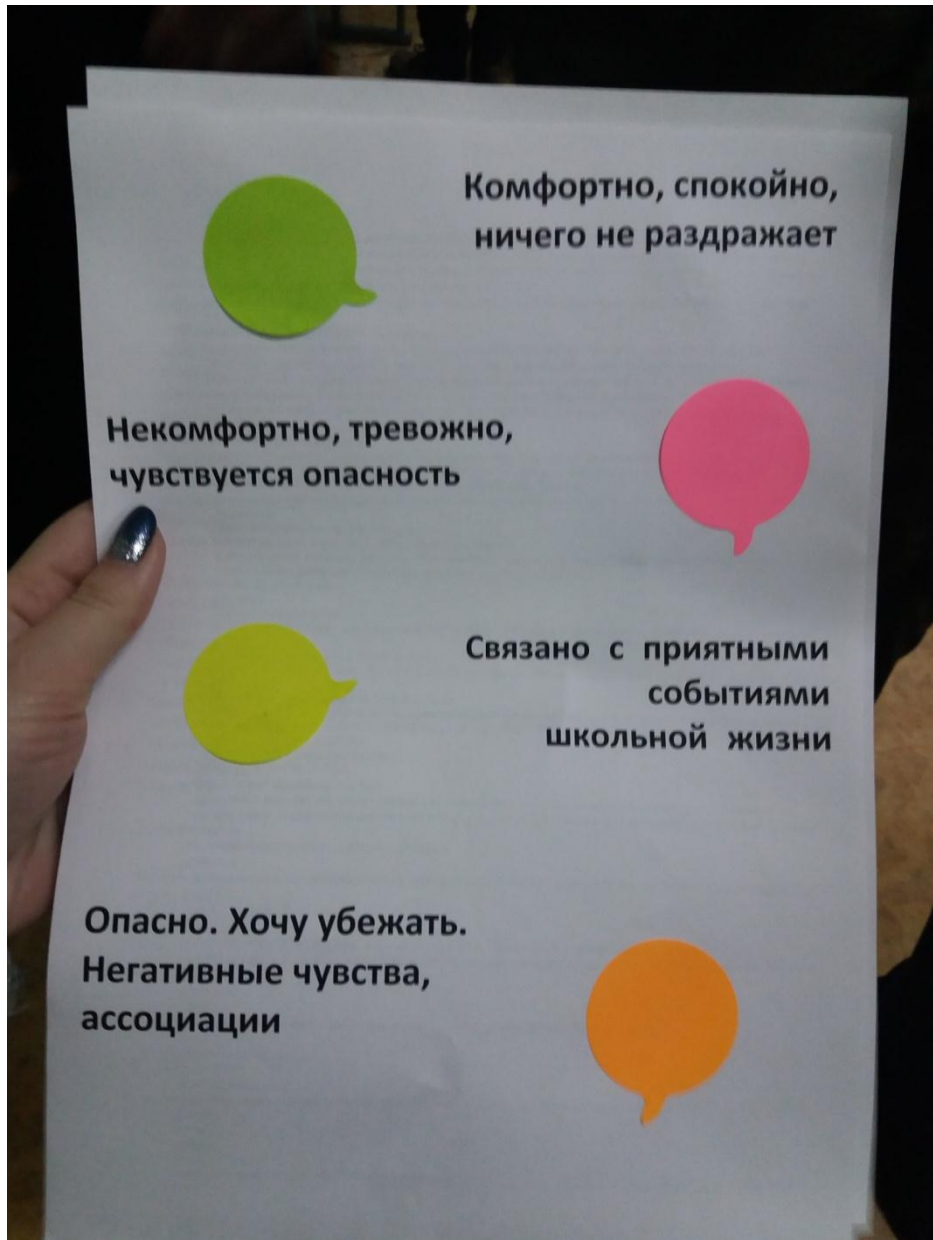 Комфортно, спокойно,
ничего не раздражает
Некомфортно, тревожно,
чувствуется опасность
Связано с приятными
событиями
школьной жизни
Опасно. Хочу убежать.
Негативные чувства,
ассоциации